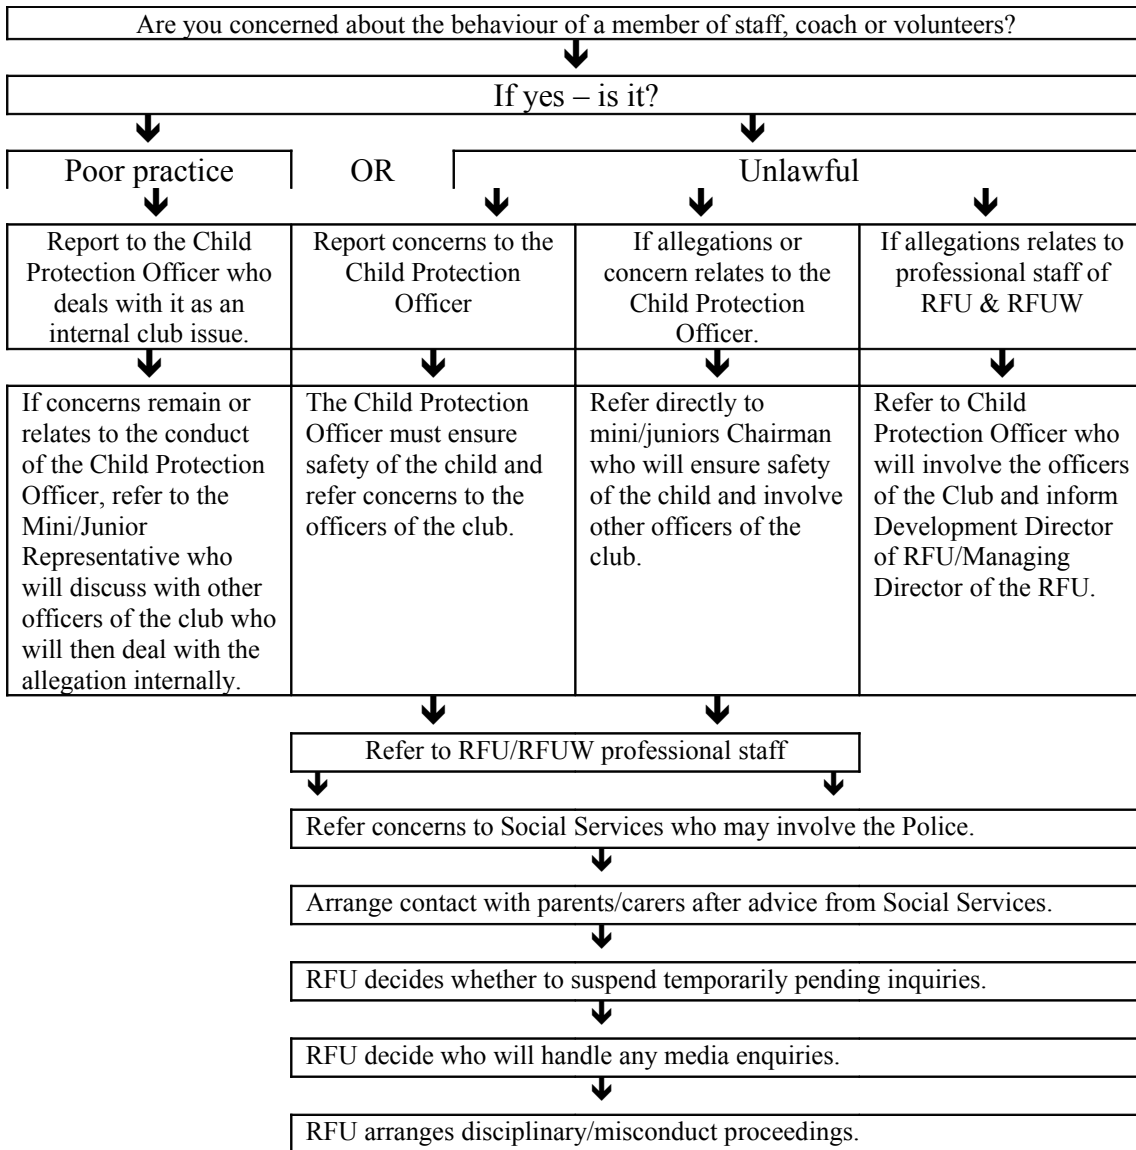 Are you concerned about the behaviour of a member of staff, coach or volunteers?
If yes – is it?
Poor practice
OR
Unlawful
Report to the Child
Protection Officer who
deals with it as an
internal club issue.
Report concerns to the
Child Protection
Officer
If allegations or
concern relates to the
Child Protection
Officer.
If allegations relates to
professional staff of
RFU & RFUW
If concerns remain or
relates to the conduct
of the Child Protection
Officer, refer to the
Mini/Junior
Representative who
will discuss with other
officers of the club who
will then deal with the
allegation internally.
The Child Protection
Officer must ensure
safety of the child and
refer concerns to the
officers of the club.
Refer directly to
mini/juniors Chairman
who will ensure safety
of the child and involve
other officers of the
club.
Refer to Child
Protection Officer who
will involve the officers
of the Club and inform
Development Director
of RFU/Managing
Director of the RFU.
Refer to RFU/RFUW professional staff
Refer concerns to Social Services who may involve the Police.
Arrange contact with parents/carers after advice from Social Services.
RFU decides whether to suspend temporarily pending inquiries.
RFU decide who will handle any media enquiries.
RFU arranges disciplinary/misconduct proceedings.